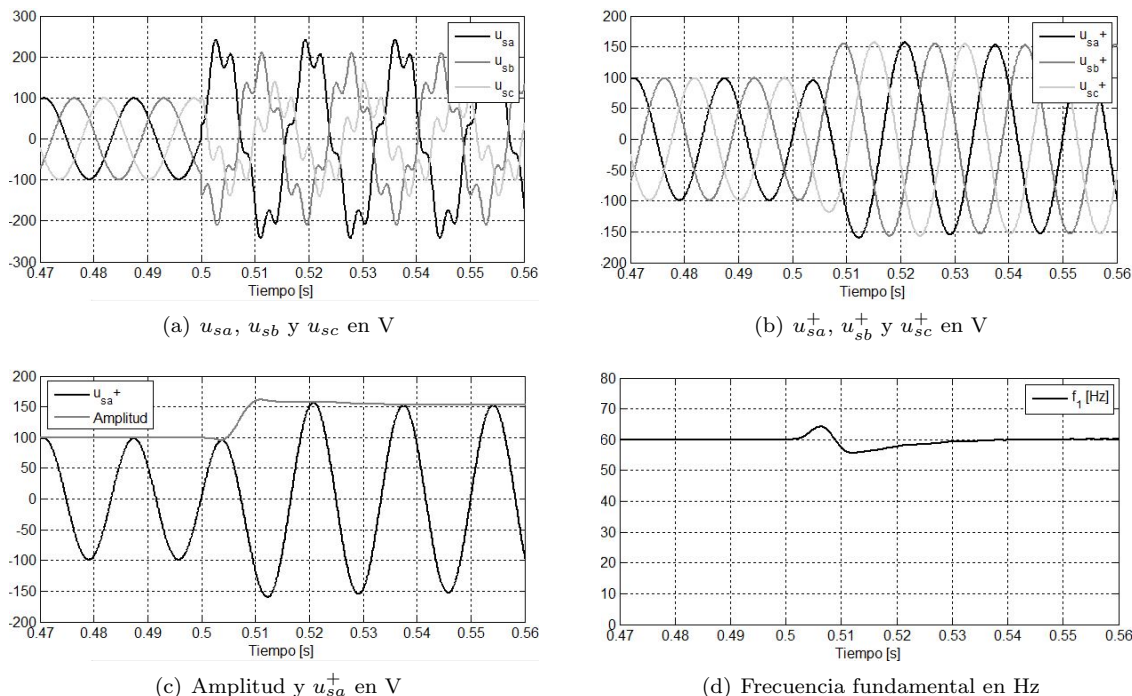 300
200
100
0
-100
-200
-300
0.47 0.48 0.49 0.5 0.51 0.52 0.53 0.54 0.55 0.56
Tiempo [s]
u_sa
u_sb
u_sc
(a) u_sa, u_sb y u_sc en V
200
150
100
50
0
-50
-100
-150
-200
0.47 0.48 0.49 0.5 0.51 0.52 0.53 0.54 0.55 0.56
Tiempo [s]
u_sa+
u_sb+
u_sc+
(b) u_sa^+, u_sb^+ y u_sc^+ en V
200
150
100
50
0
-50
-100
-150
-200
0.47 0.48 0.49 0.5 0.51 0.52 0.53 0.54 0.55 0.56
Tiempo [s]
u_sa+
Amplitud
(c) Amplitud y u_sa^+ en V
80
70
60
50
40
30
20
10
0
0.47 0.48 0.49 0.5 0.51 0.52 0.53 0.54 0.55 0.56
Tiempo [s]
f_1 [Hz]
(d) Frecuencia fundamental en Hz